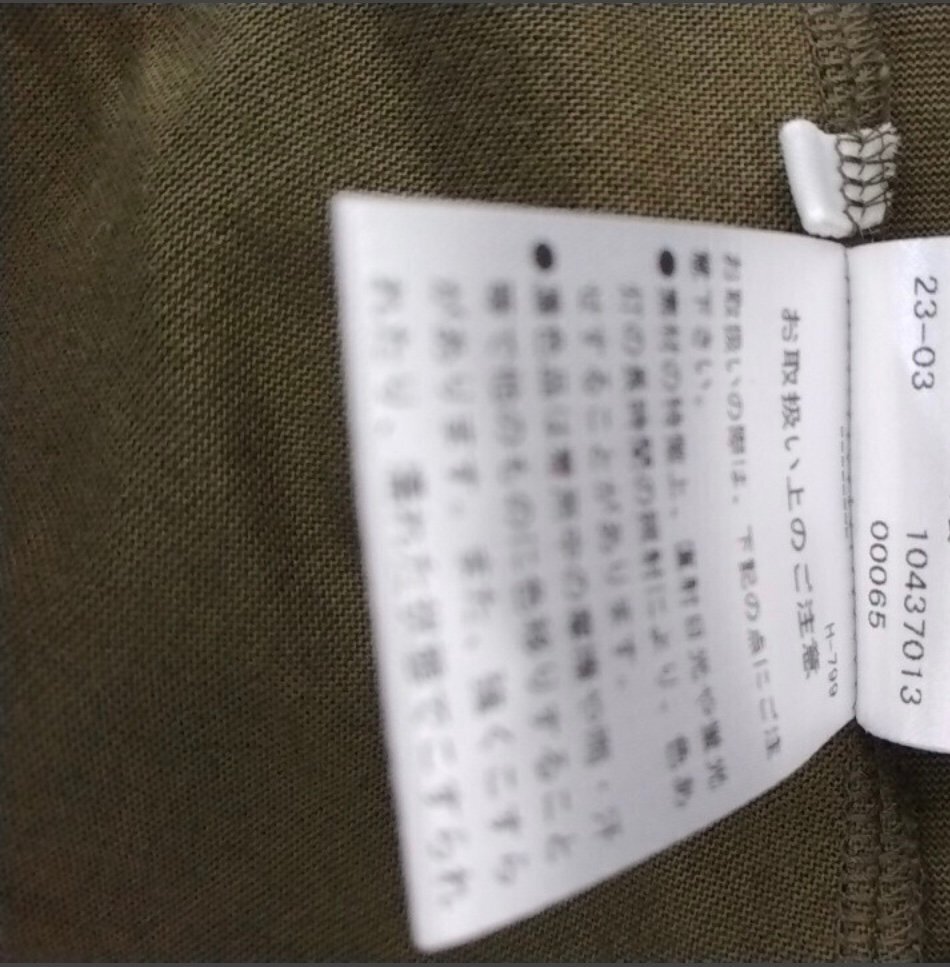 23-03
10437013
00065
H-799
お取扱い上のご注意
お取扱いの際は、下記の点にご注
意下さい。
●素材の特徴上、直射日光や蛍光
灯の長時間の照射により、色あ
せすることがあります。
●濃色品は着用中の摩擦や雨・汗
等で他のものに色移りすること
があります。また、強くこすら
れたり、濡れた状態でこすられ